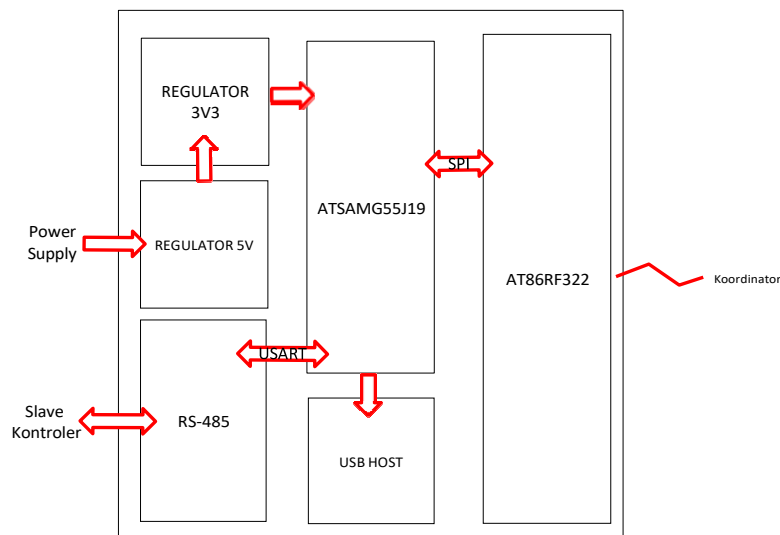 REGULATOR
3V3
ATSAMG55J19
SPI
Power
Supply
REGULATOR 5V
AT86RF322
Koordinator
USART
Slave
Kontroler
RS-485
USB HOST